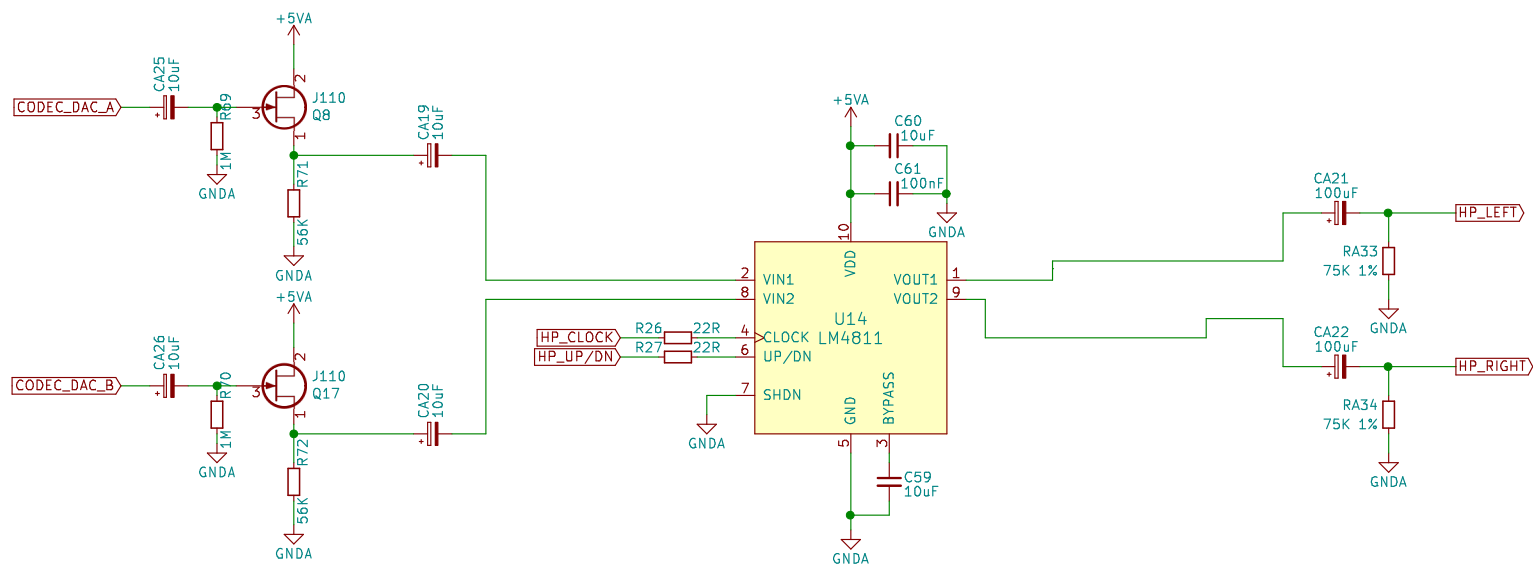 +5VA
CA25
10uF
CODEC_DAC_A
R69
1M
GNDA
2
3
1
J110
Q8
R71
56K
GNDA
CA19
10uF
+5VA
CA26
10uF
CODEC_DAC_B
R70
1M
GNDA
2
3
1
J110
Q17
R72
56K
GNDA
CA20
10uF
+5VA
C60
10uF
C61
100nF
GNDA
10
VDD
2
VIN1
8
VIN2
VOUT1
1
VOUT2
9
U14
LM4811
HP_CLOCK
R26
22R
4
CLOCK
HP_UP/DN
R27
22R
6
UP/DN
7
SHDN
GNDA
GND
BYPASS
5
3
C59
10uF
GNDA
CA21
100uF
HP_LEFT
RA33
75K 1%
GNDA
CA22
100uF
HP_RIGHT
RA34
75K 1%
GNDA